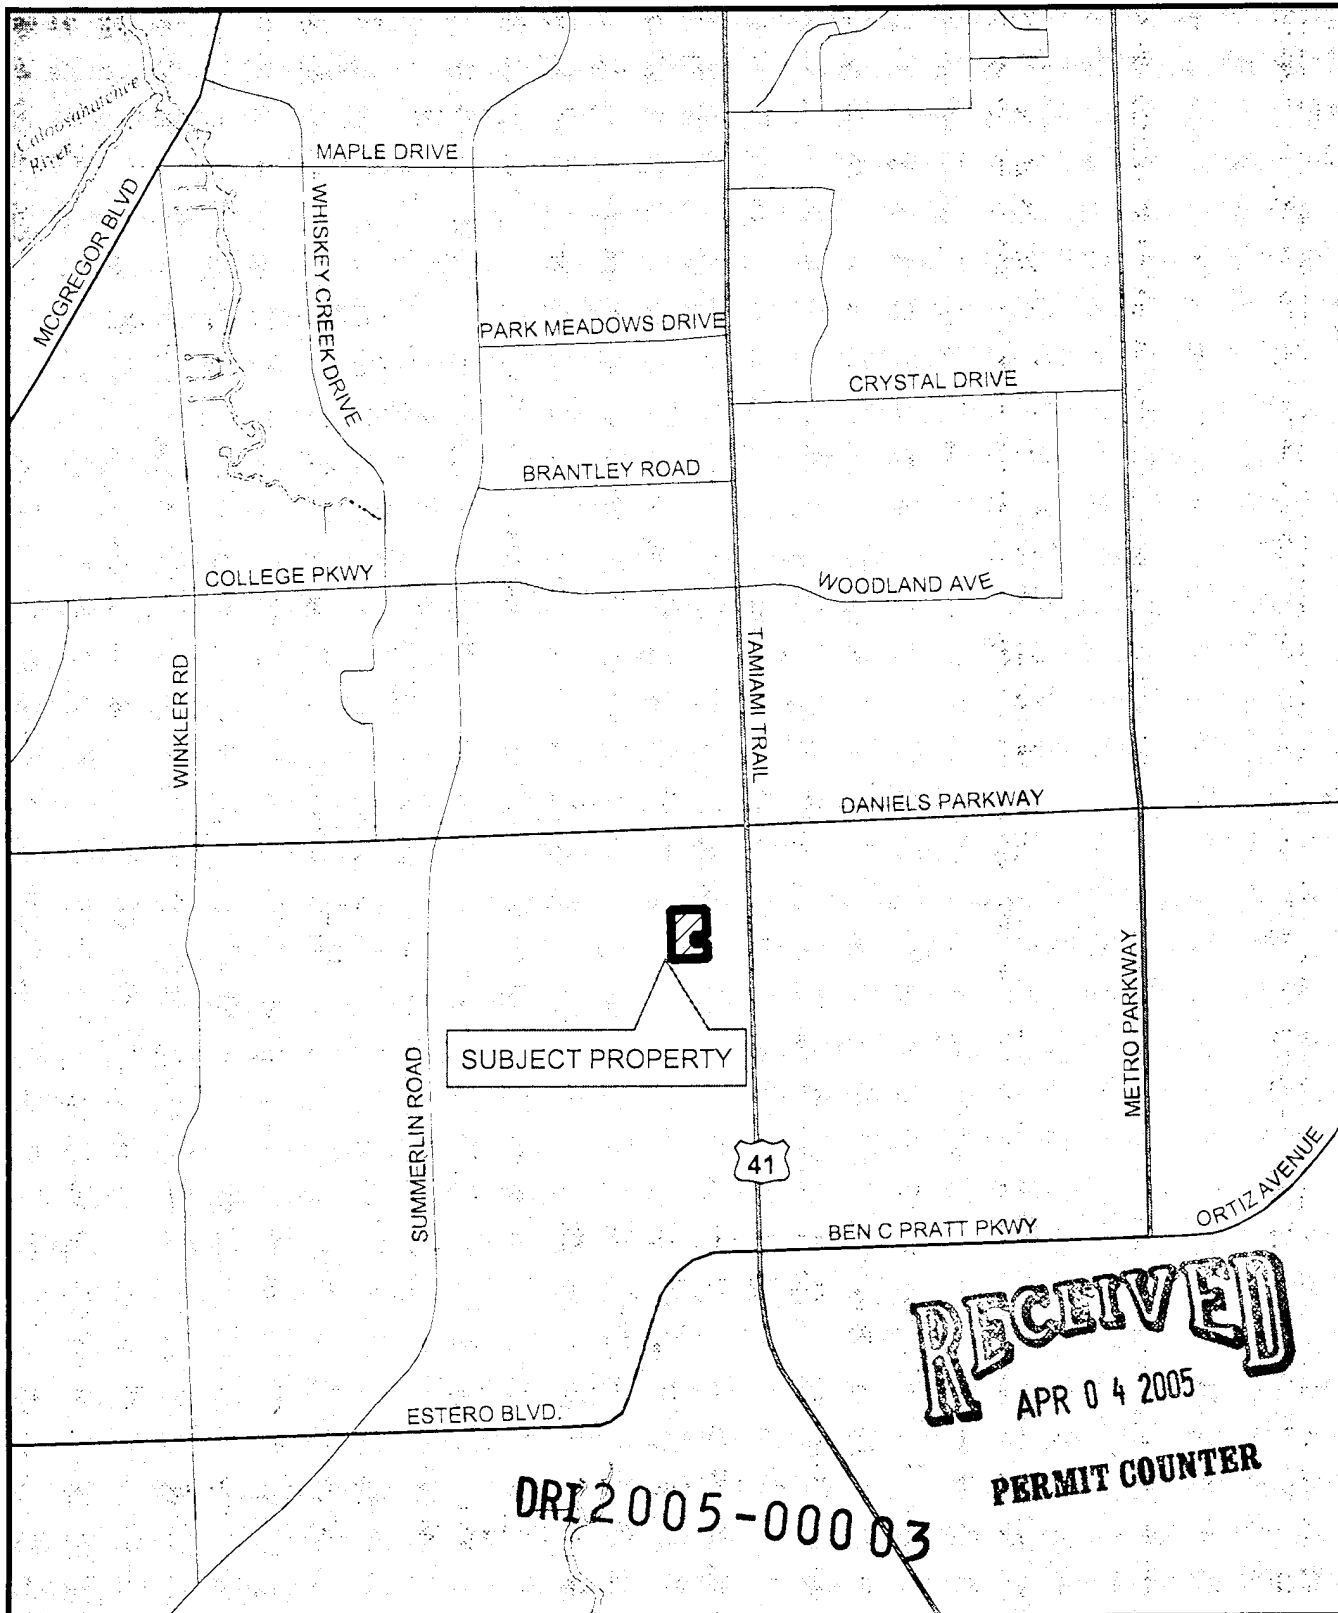 Caloosahatchee
River
MAPLE DRIVE
MCGREGOR BLVD
WHISKEY CREEK DRIVE
PARK MEADOWS DRIVE
CRYSTAL DRIVE
BRANTLEY ROAD
COLLEGE PKWY
WOODLAND AVE
WINKLER RD
TAMIAMI TRAIL
DANIELS PARKWAY
SUBJECT PROPERTY
METRO PARKWAY
SUMMERLIN ROAD
41
ORTIZ AVENUE
BEN C PRATT PKWY
RECEIVED
APR 04 2005
ESTERO BLVD.
PERMIT COUNTER
DRI2005-00003